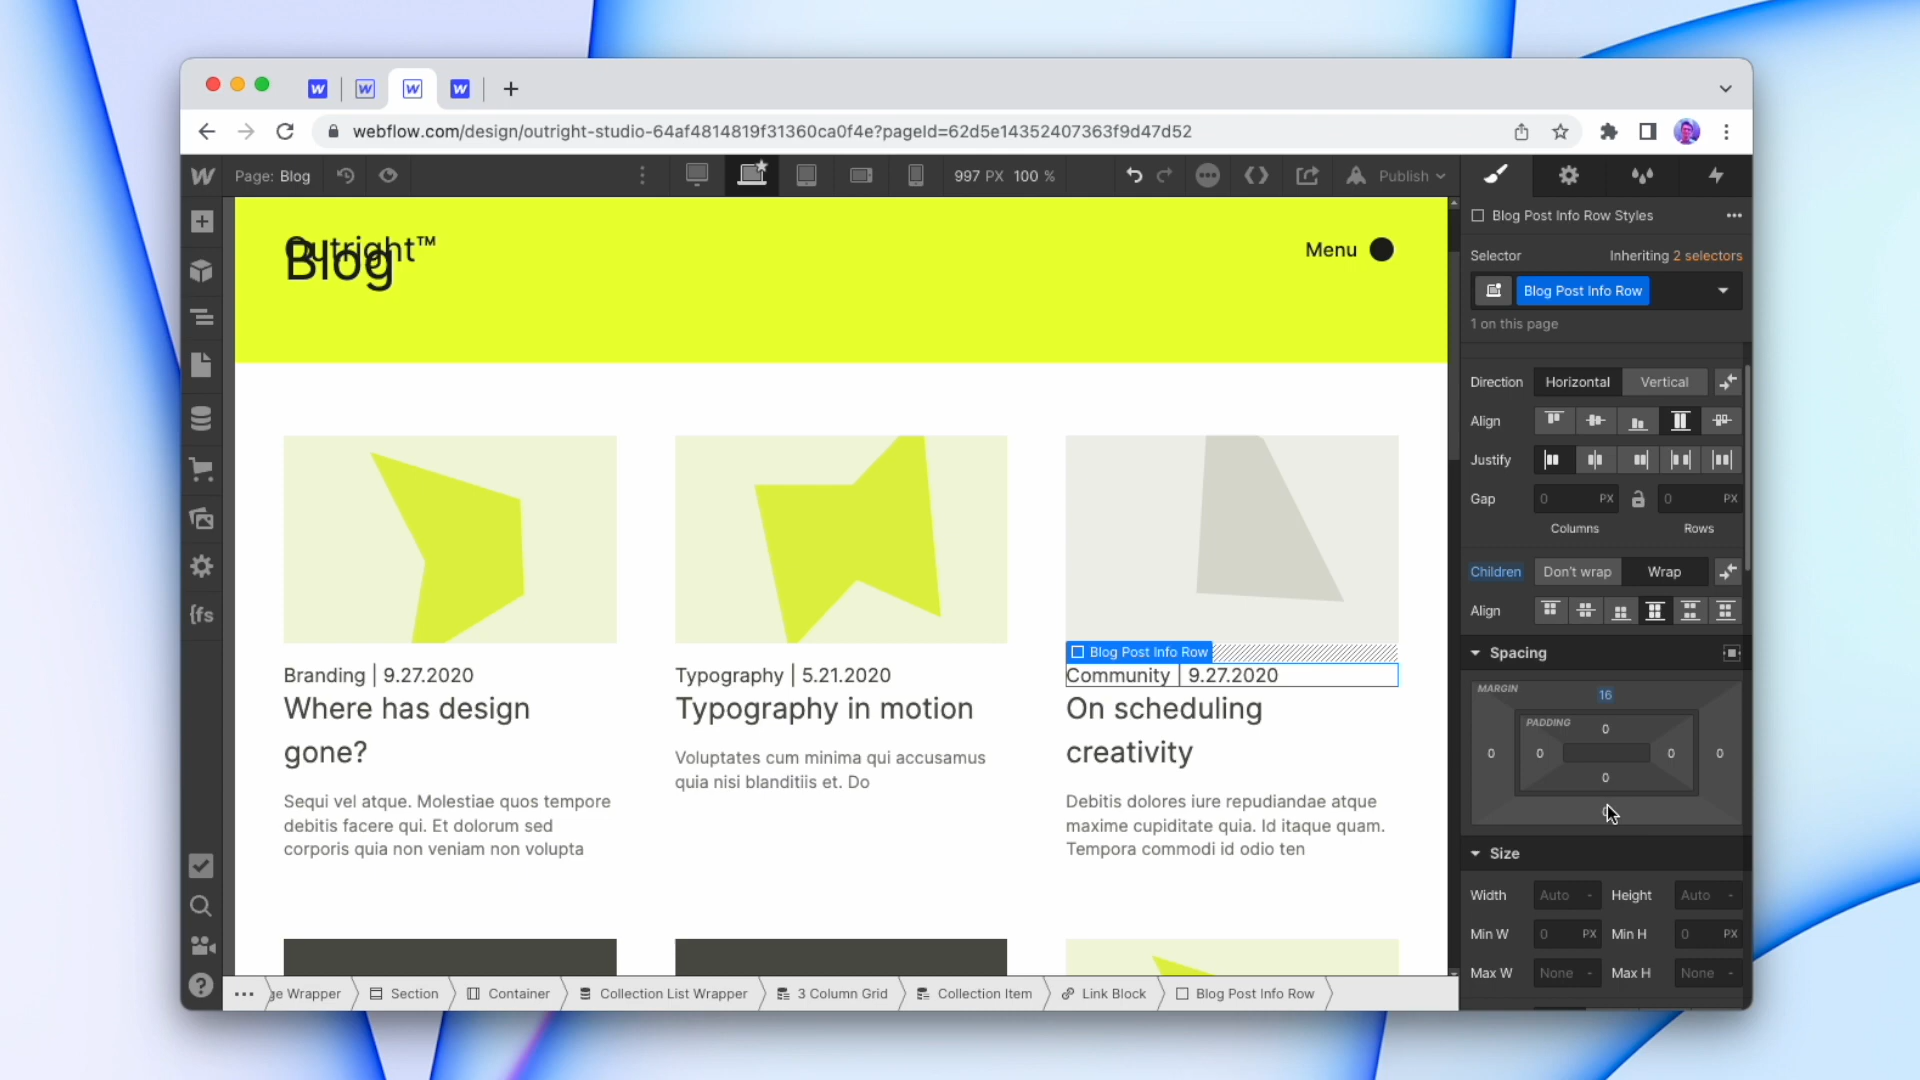 webflow.com/design/outright-studio-64af4814819f31360ca0f4e?pageId=62d5e14352407363f9d47d52
Page: Blog
997 PX 100 %
Publish
Outright™
Blog
Menu
Branding | 9.27.2020
Where has design
gone?
Sequi vel atque. Molestiae quos tempore
debitis facere qui. Et dolorum sed
corporis quia non veniam non volupta
Typography | 5.21.2020
Typography in motion
Voluptates cum minima qui accusamus
quia nisi blanditiis et. Do
Blog Post Info Row
Community | 9.27.2020
On scheduling
creativity
Debitis dolores iure repudiandae atque
maxime cupiditate quia. Id itaque quam.
Tempora commodi id odio ten
ge Wrapper
Section
Container
Collection List Wrapper
3 Column Grid
Collection Item
Link Block
Blog Post Info Row
{fs
Blog Post Info Row Styles
Selector
Inheriting 2 selectors
Blog Post Info Row
1 on this page
Direction Horizontal Vertical
Align
Justify
Gap 0 PX 0 PX
Columns Rows
Children Don't wrap Wrap
Align
Spacing
MARGIN 16
PADDING
0
0 0 0 0
0
Size
Width Auto - Height Auto -
Min W 0 PX Min H 0 PX
Max W None - Max H None -